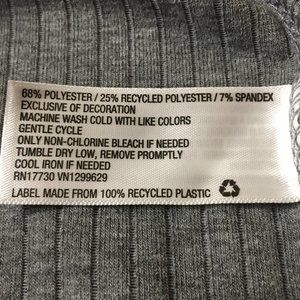 68% POLYESTER / 25% RECYCLED POLYESTER / 7% SPANDEX
EXCLUSIVE OF DECORATION
MACHINE WASH COLD WITH LIKE COLORS
GENTLE CYCLE
ONLY NON-CHLORINE BLEACH IF NEEDED
TUMBLE DRY LOW, REMOVE PROMPTLY
COOL IRON IF NEEDED
RN17730 VN1299629
LABEL MADE FROM 100% RECYCLED PLASTIC